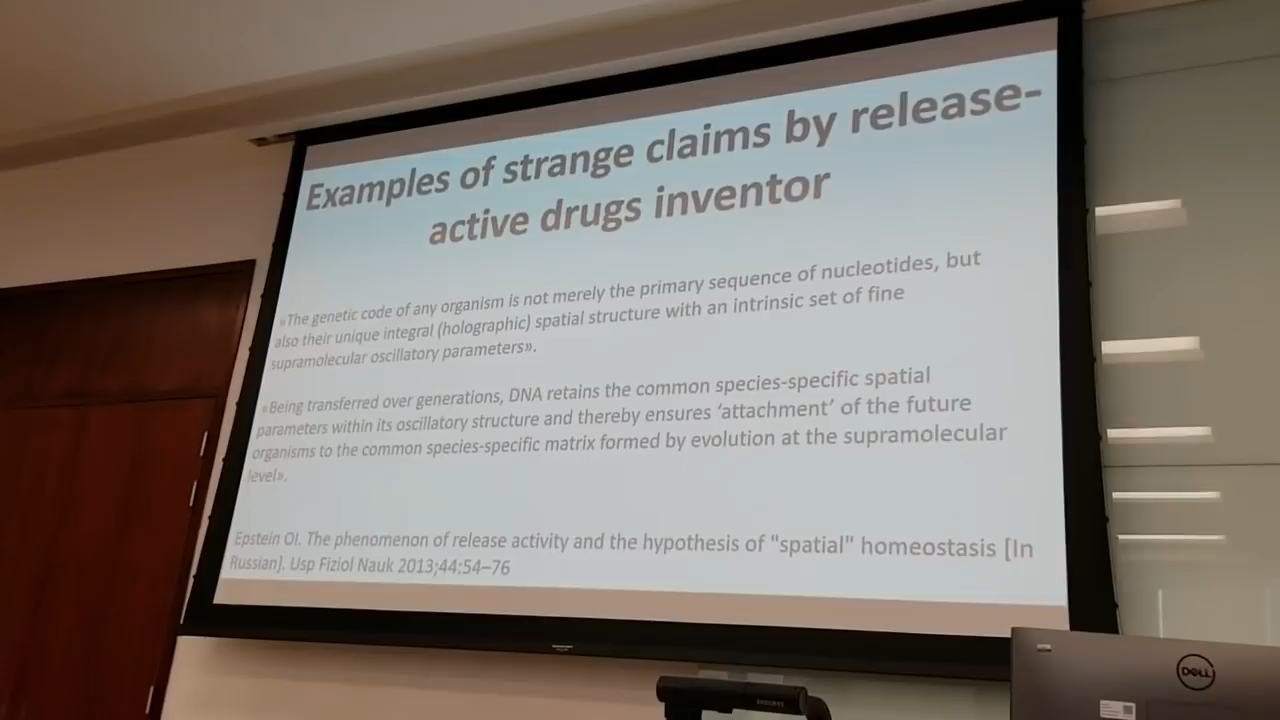 Examples of strange claims by release-
active drugs inventor
«The genetic code of any organism is not merely the primary sequence of nucleotides, but
also their unique integral (holographic) spatial structure with an intrinsic set of fine
supramolecular oscillatory parameters».
«Being transferred over generations, DNA retains the common species-specific spatial
parameters within its oscillatory structure and thereby ensures 'attachment' of the future
organisms to the common species-specific matrix formed by evolution at the supramolecular
level».
Epstein OI. The phenomenon of release activity and the hypothesis of "spatial" homeostasis [In
Russian]. Usp Fiziol Nauk 2013;44:54–76
SAMSUNG
DELL